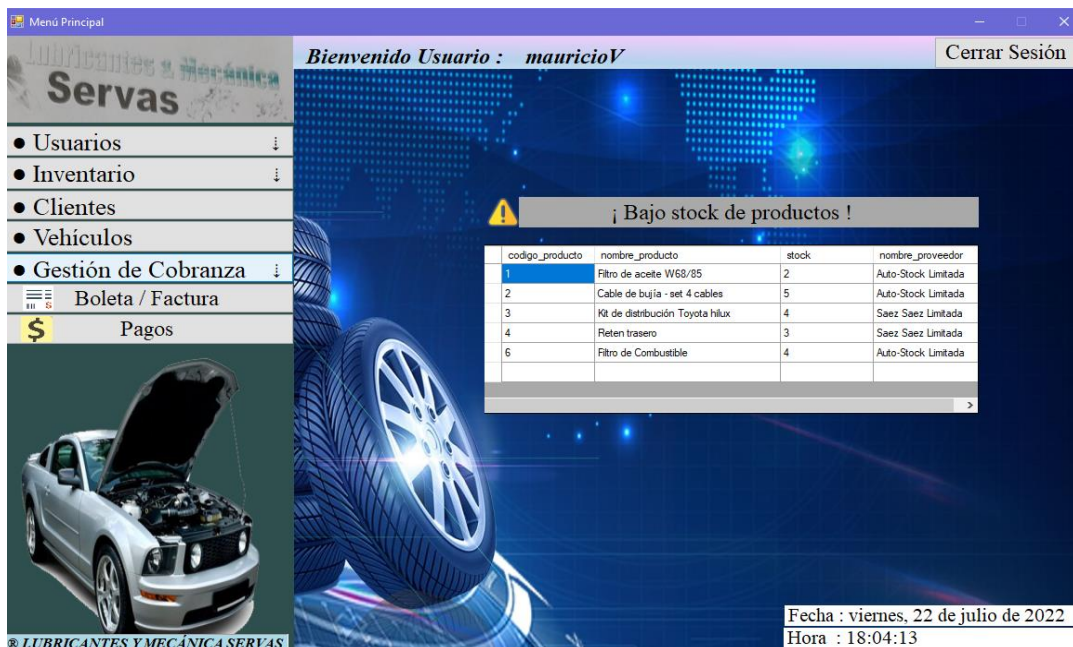 Menú Principal
Lubricantes & Mecánica
Servas
Bienvenido Usuario : mauricioV
Cerrar Sesión
● Usuarios ⇣
● Inventario ⇣
● Clientes
● Vehículos
● Gestión de Cobranza ⇣
Boleta / Factura
$ Pagos
¡ Bajo stock de productos !
codigo_producto nombre_producto stock nombre_proveedor
1 Filtro de aceite W68/85 2 Auto-Stock Limitada
2 Cable de bujía - set 4 cables 5 Auto-Stock Limitada
3 Kit de distribución Toyota hilux 4 Saez Saez Limitada
4 Reten trasero 3 Saez Saez Limitada
6 Filtro de Combustible 4 Auto-Stock Limitada
Fecha : viernes, 22 de julio de 2022
Hora : 18:04:13
® LUBRICANTES Y MECÁNICA SERVAS